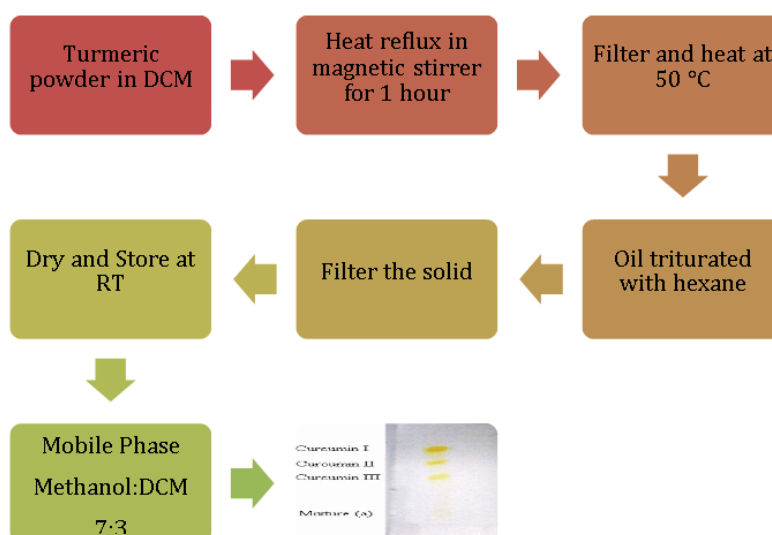 Turmeric
powder in DCM
Heat reflux in
magnetic stirrer
for 1 hour
Filter and heat at
50 °C
Oil triturated
with hexane
Filter the solid
Dry and Store at
RT
Mobile Phase
Methanol:DCM
7:3
Curcumin I
Curcumin II
Curcumin III
Mixture (a)